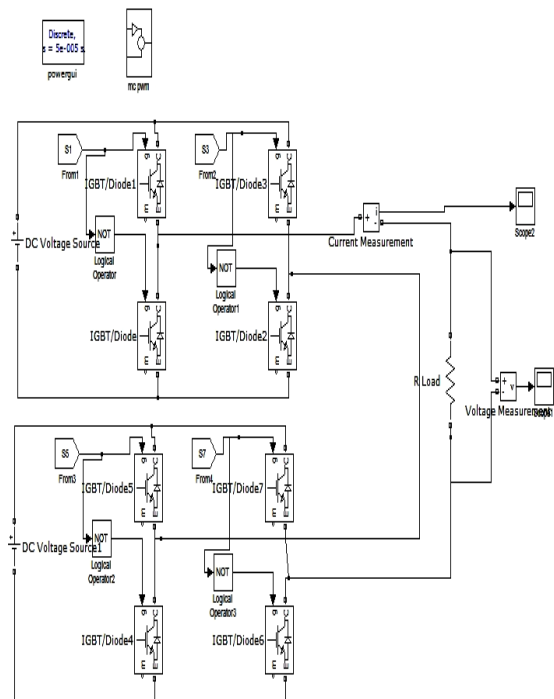 Discrete,
s = 5e-005 s.
powergui
mc pwm
S1
From1
IGBT/Diode1
S3
From2
IGBT/Diode3
g
C
E
g
C
E
+
DC Voltage Source
NOT
Logical
Operator
NOT
Logical
Operator1
+
-
i
Current Measurement
Scope2
IGBT/Diode
IGBT/Diode2
g
C
E
g
C
E
R Load
+
-
v
Voltage Measurement
Scope1
S5
From3
IGBT/Diode5
S7
From4
IGBT/Diode7
g
C
E
g
C
E
+
DC Voltage Source1
NOT
Logical
Operator2
NOT
Logical
Operator3
IGBT/Diode4
IGBT/Diode6
g
C
E
g
C
E